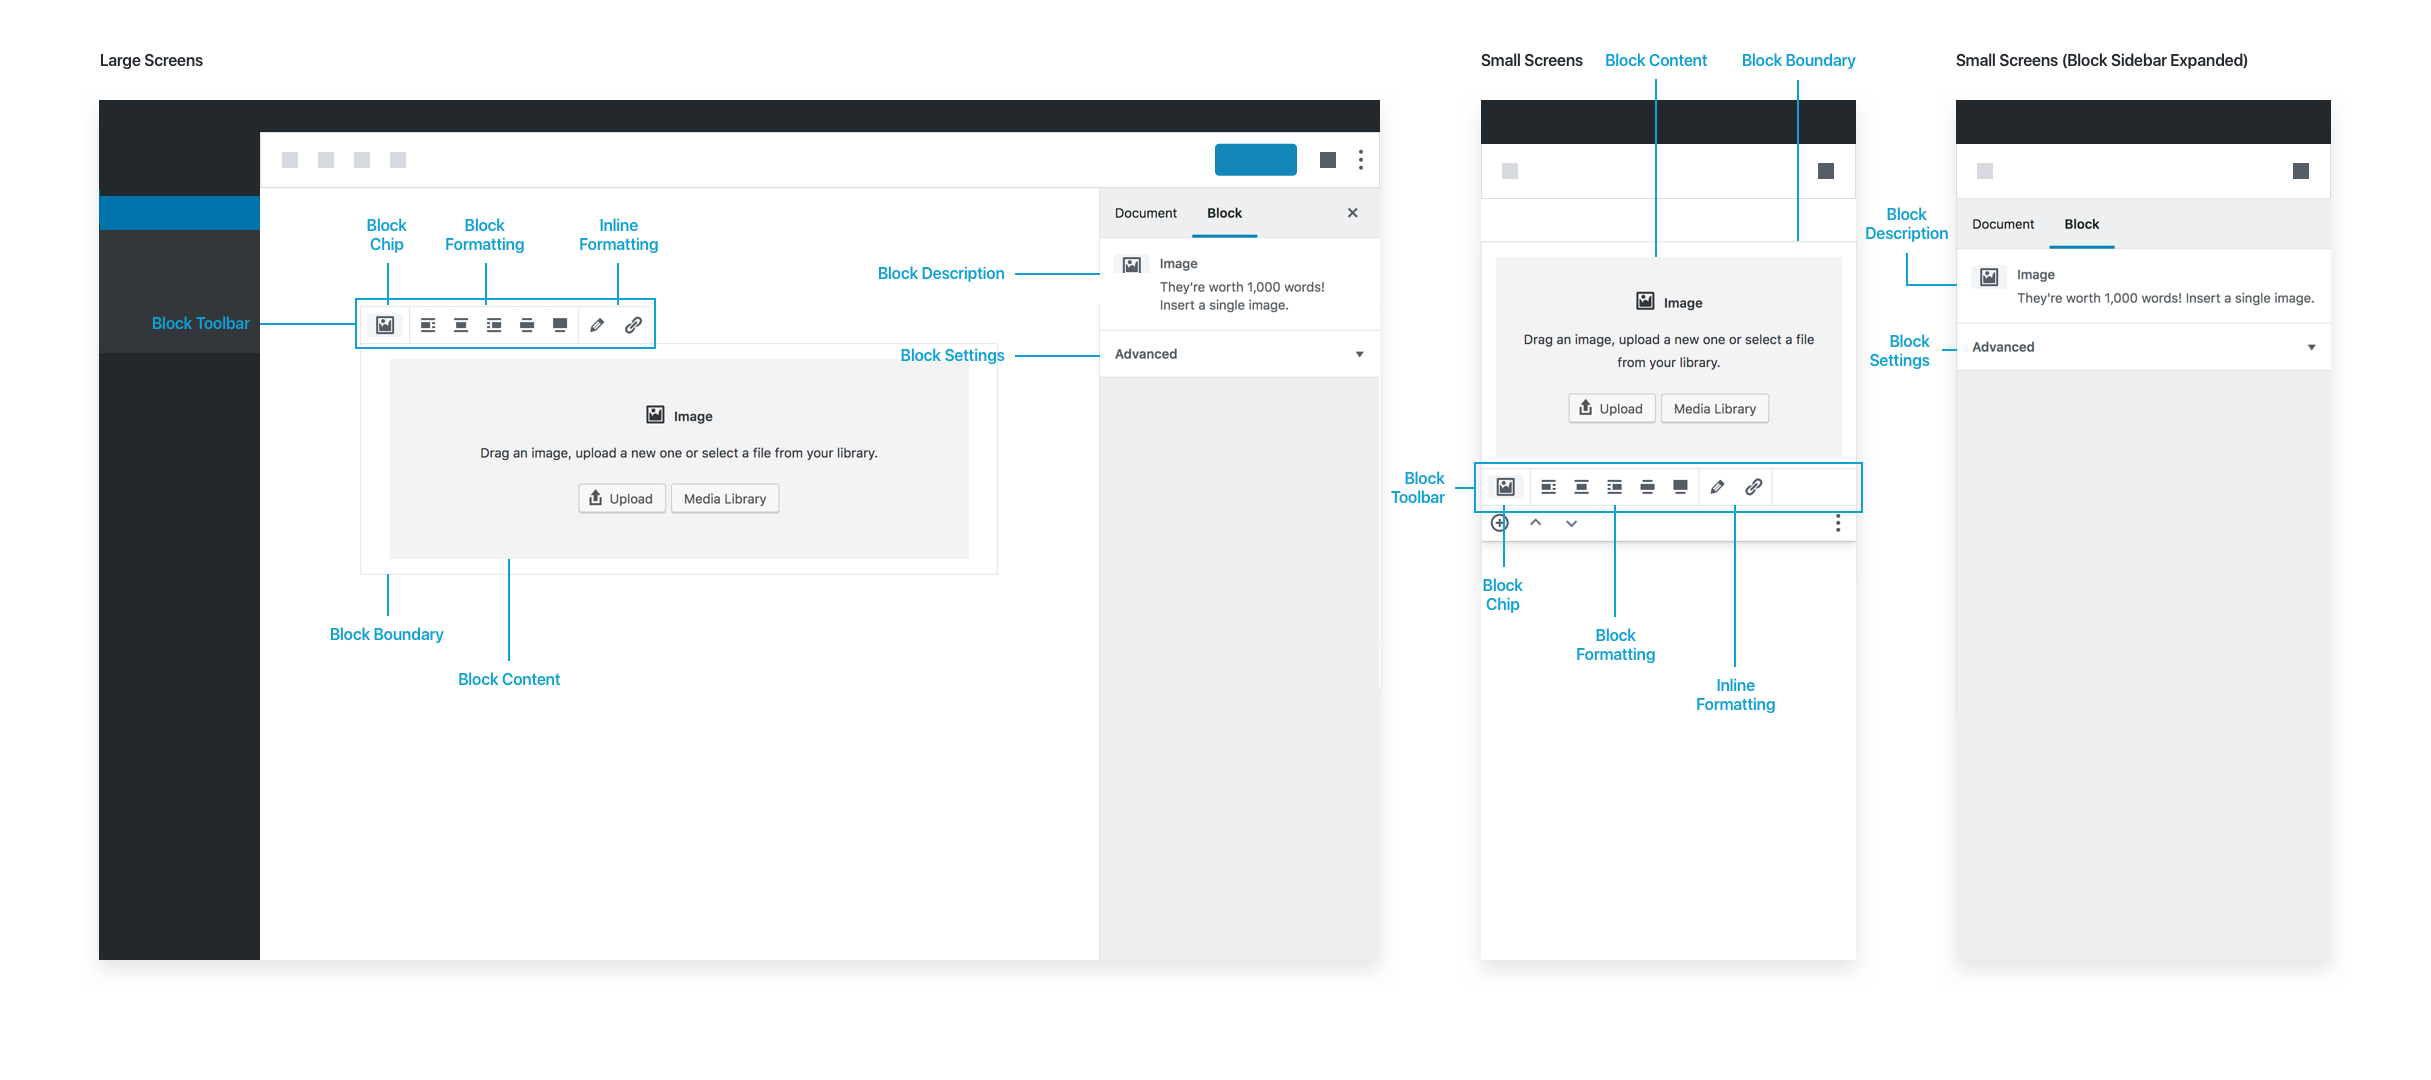 Large Screens
Block
Chip
Block
Formatting
Inline
Formatting
Block Toolbar
Block Description
Block Settings
Document
Block
Image
They're worth 1,000 words!
Insert a single image.
Advanced
Image
Drag an image, upload a new one or select a file from your library.
Upload
Media Library
Block Boundary
Block Content
Small Screens
Block Content
Block Boundary
Image
Drag an image, upload a new one or select a file
from your library.
Upload
Media Library
Block
Toolbar
Block
Chip
Block
Formatting
Inline
Formatting
Small Screens (Block Sidebar Expanded)
Block
Description
Block
Settings
Document
Block
Image
They're worth 1,000 words! Insert a single image.
Advanced